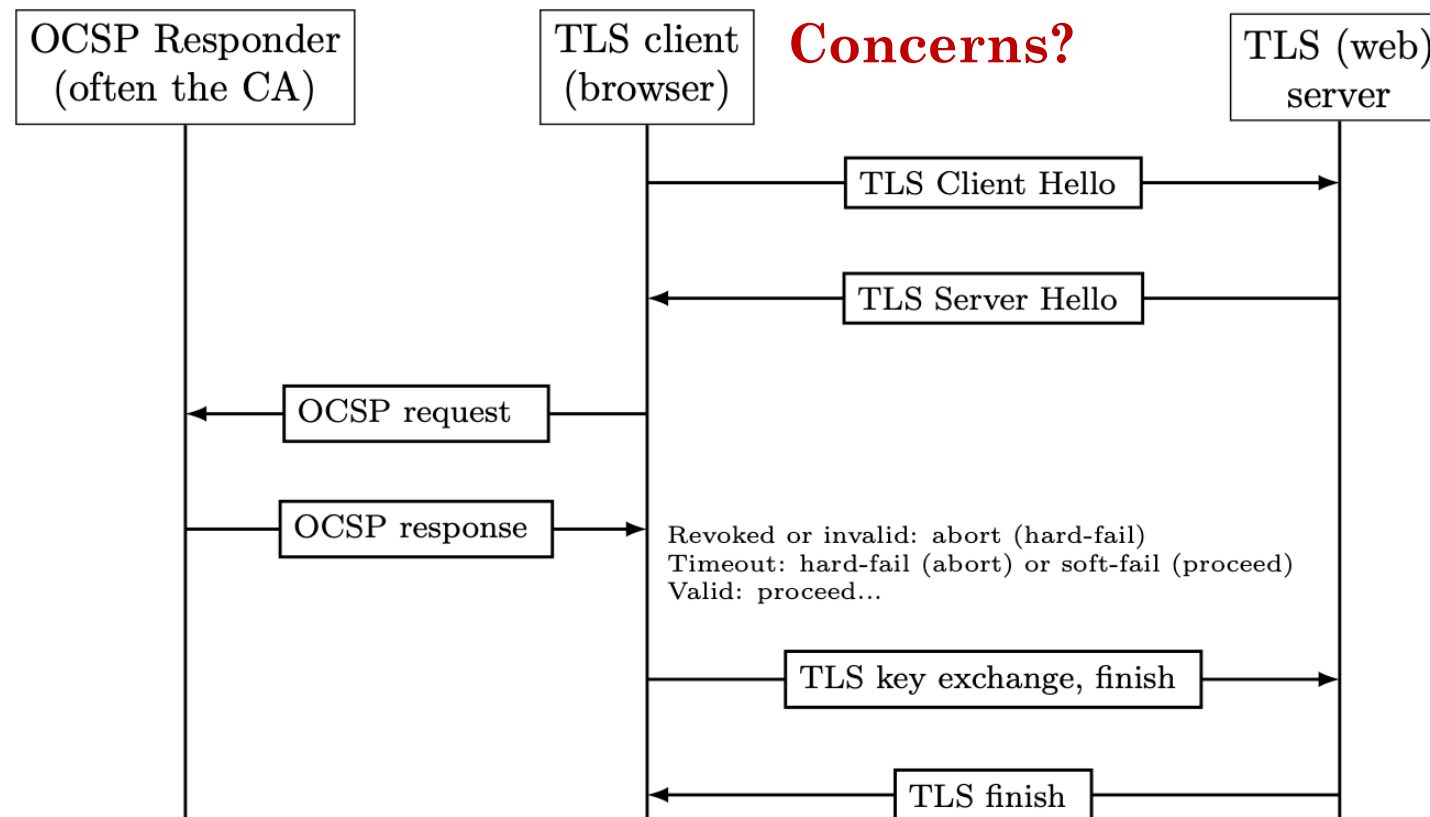 OCSP Responder
(often the CA)
TLS client
(browser)
Concerns?
TLS (web)
server
TLS Client Hello
TLS Server Hello
OCSP request
OCSP response
Revoked or invalid: abort (hard-fail)
Timeout: hard-fail (abort) or soft-fail (proceed)
Valid: proceed...
TLS key exchange, finish
TLS finish